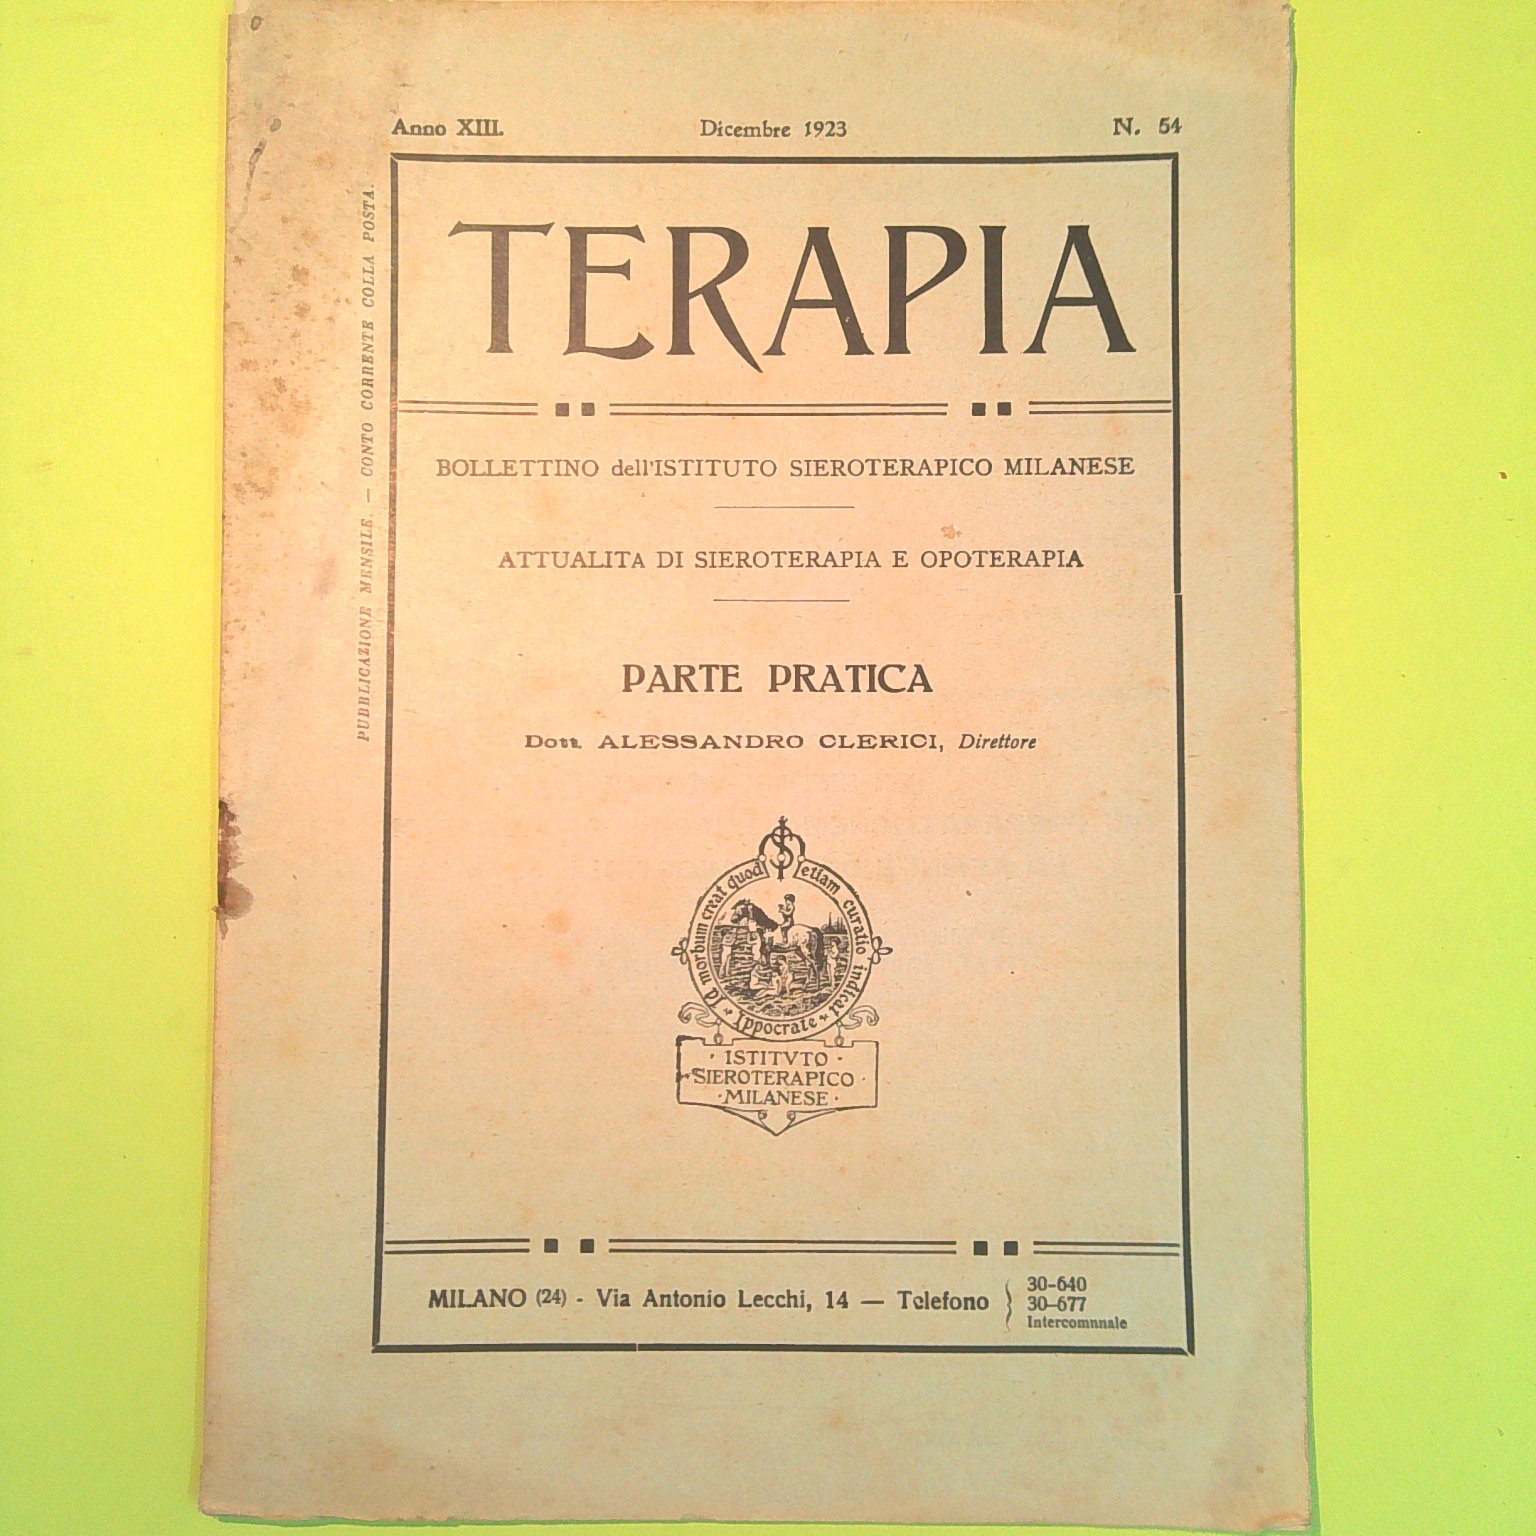 Anno XIII. Dicembre 1923 N. 54
PUBBLICAZIONE MENSILE. — CONTO CORRENTE COLLA POSTA.
TERAPIA
BOLLETTINO dell'ISTITUTO SIEROTERAPICO MILANESE
ATTUALITA DI SIEROTERAPIA E OPOTERAPIA
PARTE PRATICA
Dott. ALESSANDRO CLERICI, Direttore
Id morbum creat quod etiam curatio indicat
Ippocrate
· ISTITVTO ·
· SIEROTERAPICO ·
· MILANESE ·
MILANO (24) - Via Antonio Lecchi, 14 — Telefono
30-640
30-677
Intercomnnale